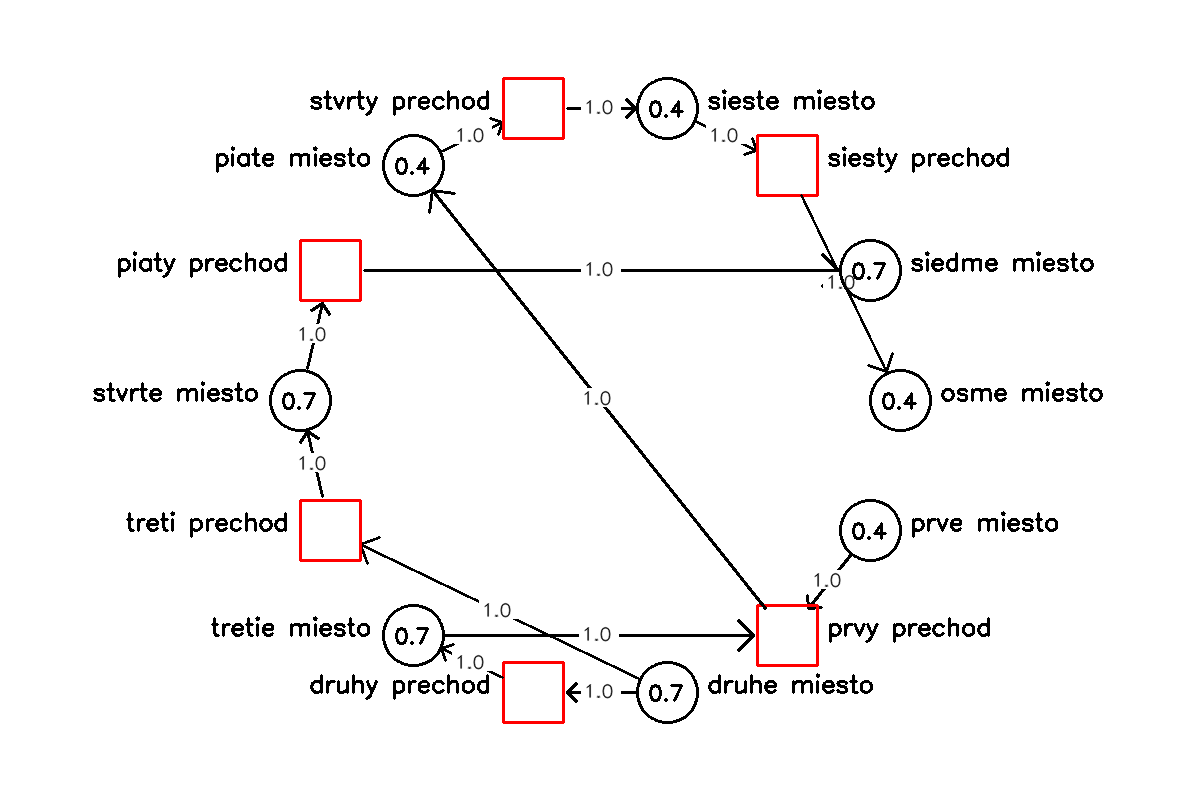 stvrty prechod
1.0
0.4
sieste miesto
1.0
1.0
piate miesto
0.4
siesty prechod
piaty prechod
1.0
0.7
siedme miesto
1.0
1.0
stvrte miesto
0.7
1.0
0.4
osme miesto
1.0
treti prechod
0.4
prve miesto
1.0
1.0
tretie miesto
0.7
1.0
prvy prechod
1.0
druhy prechod
1.0
0.7
druhe miesto